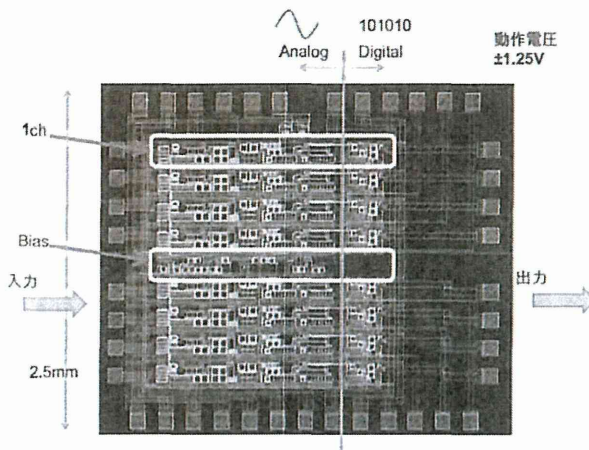 101010
Analog Digital
動作電圧
±1.25V
1ch
Bias
入力
出力
2.5mm